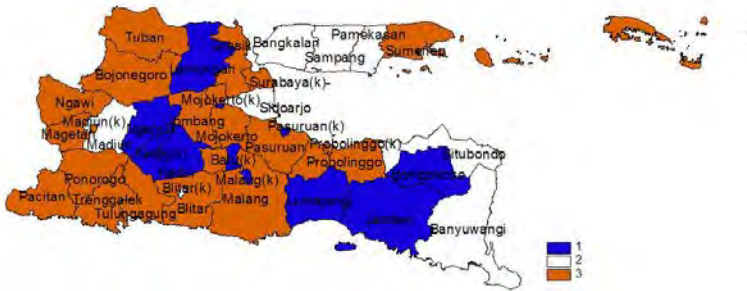 Tuban
Bangkalan
Pamekasan
Sampang
Sumenep
Bojonegoro
Surabaya(k)
Ngawi
Mojokerto(k)
Sidoarjo
Madiun(k)
Jombang
Magetan
Mojokerto
Pasuruan(k)
Madiun
Pasuruan
Probolinggo(k)
Situbondo
Batu(k)
Probolinggo
Ponorogo
Malang(k)
Blitar(k)
Pacitan
Trenggalek
Malang
Tulungagung
Blitar
Banyuwangi
1
2
3